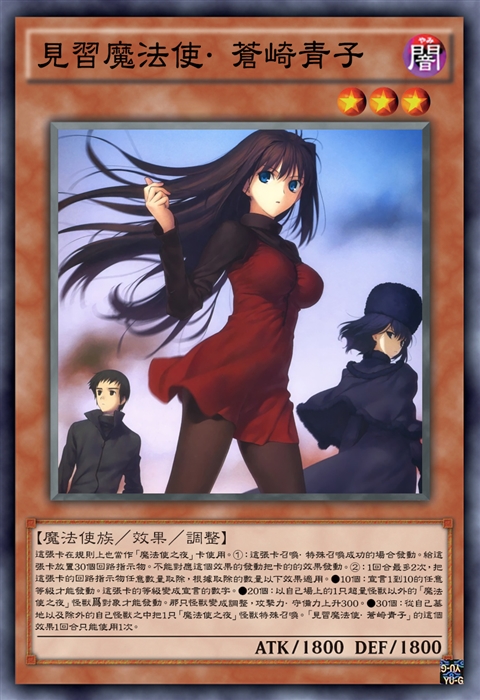 見習魔法使·蒼崎青子
やみ
闇
【魔法使族／效果／調整】
這張卡在規則上也當作「魔法使之夜」卡使用。①：這張卡召喚·特殊召喚成功的場合發動。給這
張卡放置30個回路指示物。不能對應這個效果的發動把卡的的效果發動。②：1回合最多2次，把
這張卡的回路指示物任意數量取除，根據取除的數量以下效果適用。●10個：宣言1到10的任意
等級才能發動。這張卡的等級變成宣言的數字。●20個：以自己場上的1只超量怪獸以外的「魔法
使之夜」怪獸爲對象才能發動。那只怪獸變成調整，攻擊力·守備力上升300。●30個：從自己墓
地以及除外的自己怪獸之中把1只「魔法使之夜」怪獸特殊召喚。「見習魔法使·蒼崎青子」的這個
效果1回合只能使用1次。
ATK/1800 DEF/1800
YU-G